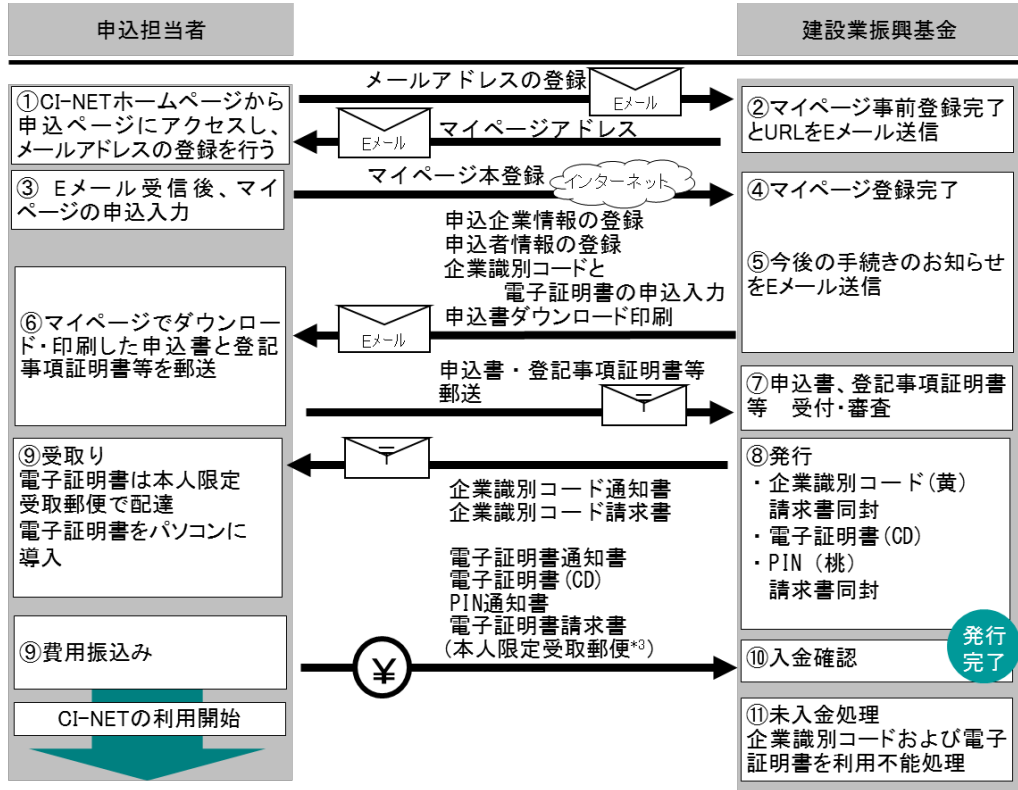 申込担当者
建設業振興基金
メールアドレスの登録
Eメール
①CI-NETホームページから
申込ページにアクセスし、
メールアドレスの登録を行う
②マイページ事前登録完了
とURLをEメール送信
マイページアドレス
Eメール
③ Eメール受信後、マイ
ページの申込入力
マイページ本登録
インターネット
④マイページ登録完了
⑤今後の手続きのお知らせ
をEメール送信
申込企業情報の登録
申込者情報の登録
企業識別コードと
電子証明書の申込入力
申込書ダウンロード印刷
Eメール
⑥マイページでダウンロー
ド・印刷した申込書と登記
事項証明書等を郵送
申込書・登記事項証明書等
郵送
〒
⑦申込書、登記事項証明書
等 受付・審査
⑨受取り
電子証明書は本人限定
受取郵便で配達
電子証明書をパソコンに
導入
〒
企業識別コード通知書
企業識別コード請求書
電子証明書通知書
電子証明書(CD)
PIN通知書
電子証明書請求書
(本人限定受取郵便*3)
⑧発行
・企業識別コード(黄)
請求書同封
・電子証明書(CD)
・PIN (桃)
請求書同封
発行
完了
⑨費用振込み
¥
⑩入金確認
CI-NETの利用開始
⑪未入金処理
企業識別コードおよび電子
証明書を利用不能処理